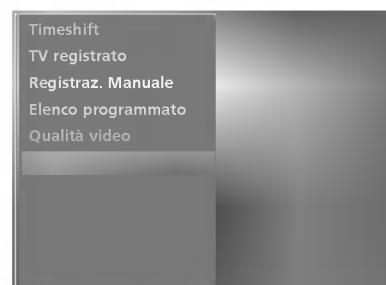 Timeshift
TV registrato
Registraz. Manuale
Elenco programmato
Qualità video